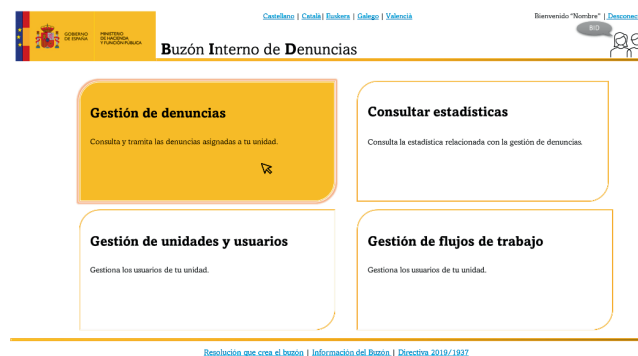 Castellano | Català | Euskera | Galego | Valencià
Bienvenido "Nombre" | Desconec
BID
GOBIERNO DE ESPAÑA
MINISTERIO DE HACIENDA Y FUNCIÓN PÚBLICA
Buzón Interno de Denuncias
Gestión de denuncias
Consulta y tramita las denuncias asignadas a tu unidad.
Consultar estadísticas
Consulta la estadística relacionada con la gestión de denuncias.
Gestión de unidades y usuarios
Gestiona los usuarios de tu unidad.
Gestión de flujos de trabajo
Gestiona los usuarios de tu unidad.
Resolución que crea el buzón | Información del Buzón | Directiva 2019/1937